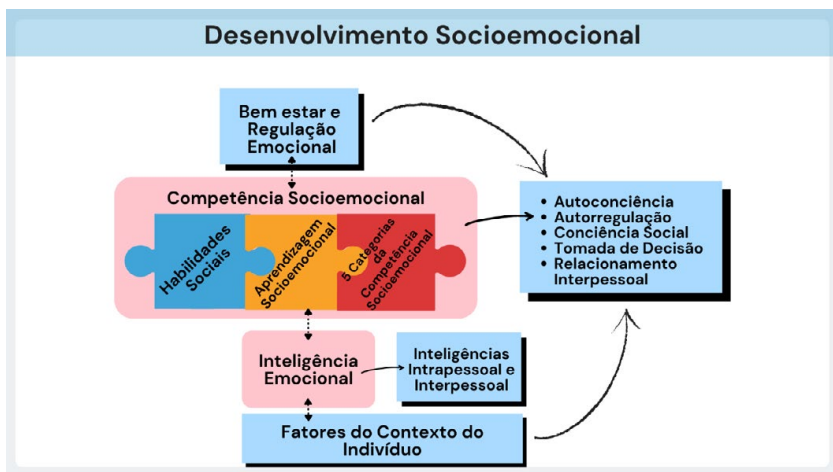 Desenvolvimento Socioemocional
Bem estar e
Regulação
Emocional
Competência Socioemocional
Habilidades
Sociais
Aprendizagem
Socioemocional
5 Categorias
da
Competência
Socioemocional
• Autoconciência
• Autorregulação
• Conciência Social
• Tomada de Decisão
• Relacionamento
Interpessoal
Inteligência
Emocional
Inteligências
Intrapessoal e
Interpessoal
Fatores do Contexto do
Indivíduo